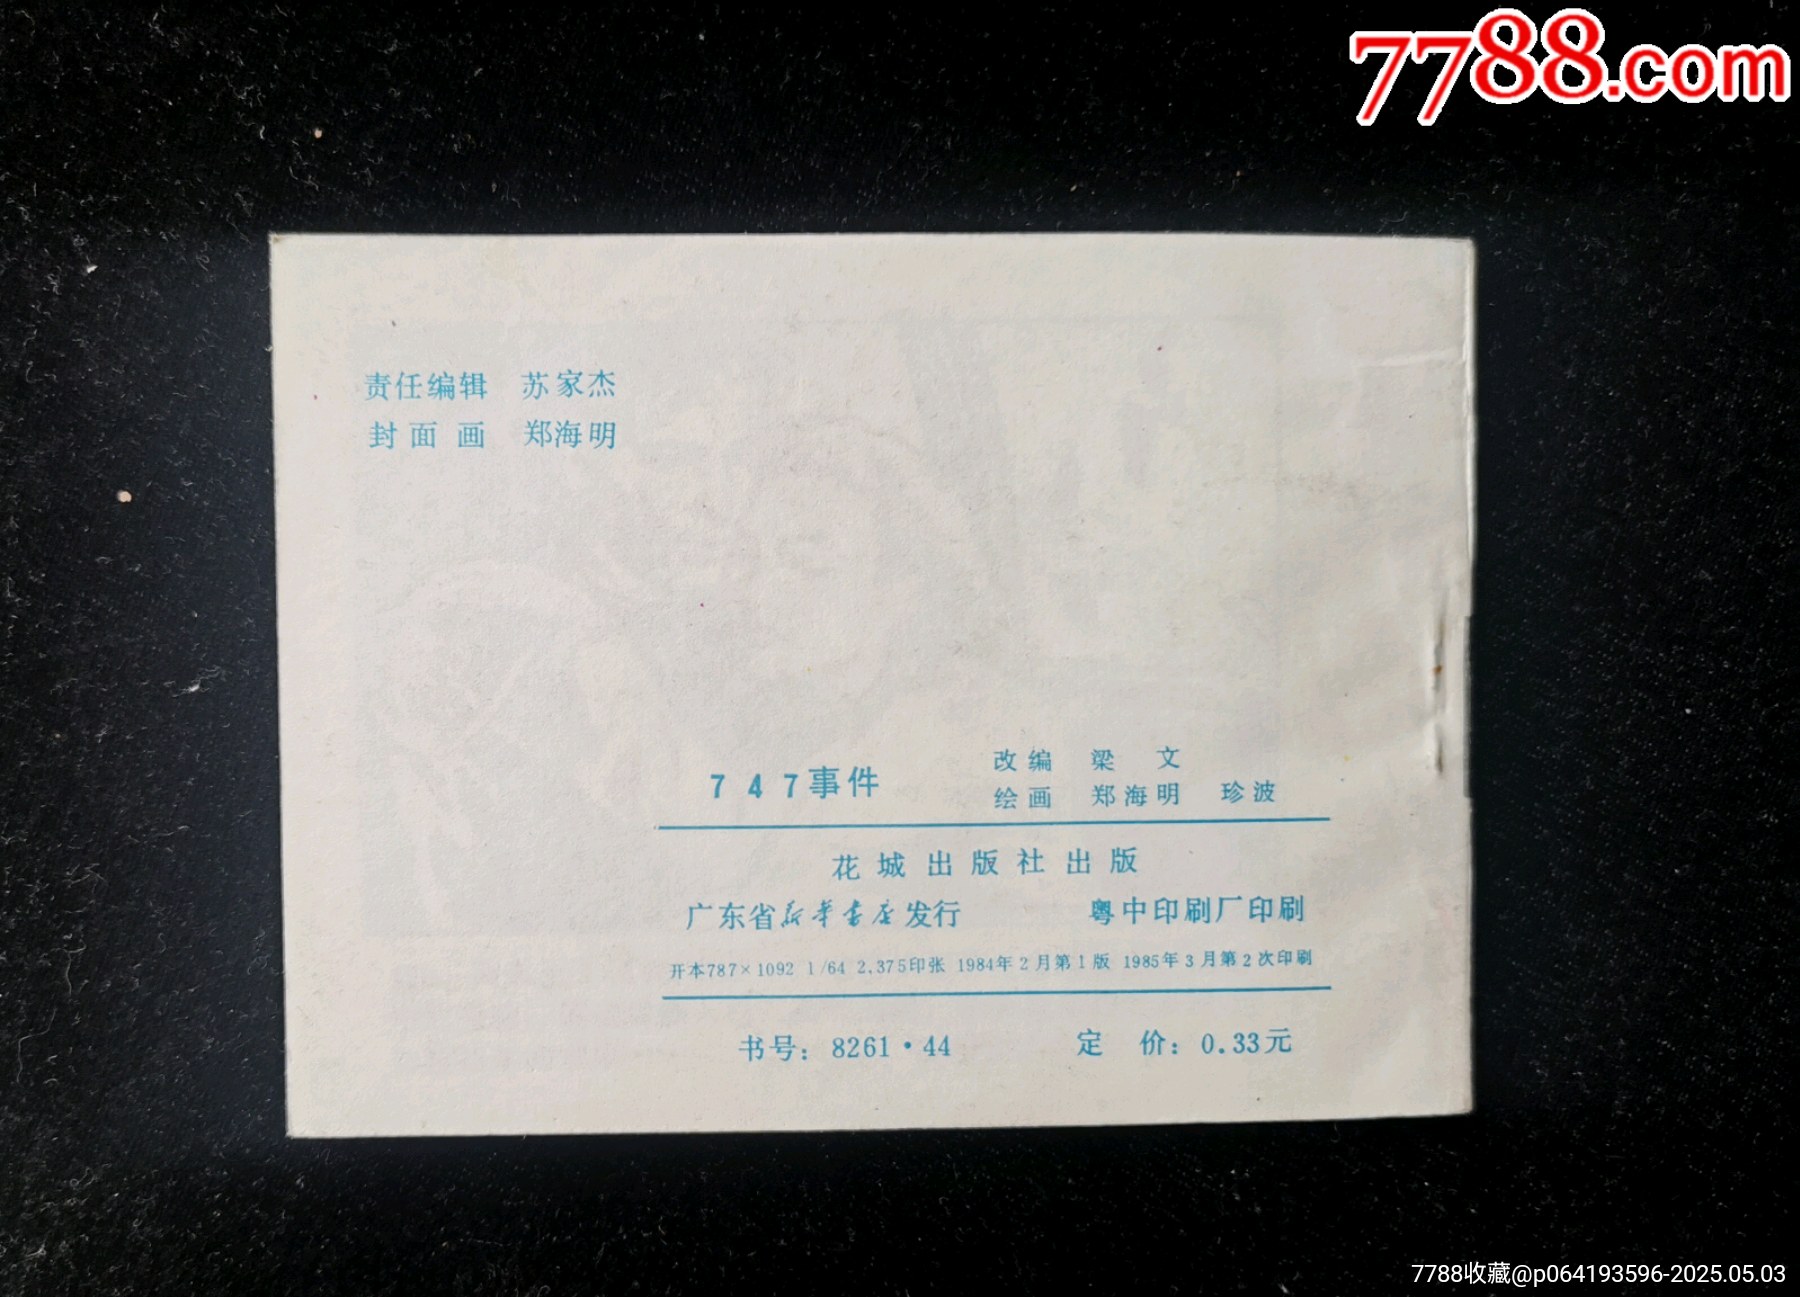 7788.com
责任编辑 苏家杰
封面画 郑海明
747事件
改编 梁文
绘画 郑海明 珍波
花城出版社出版
广东省新华书店发行 粤中印刷厂印刷
开本787×1092 1/64 2.375印张 1984年2月第1版 1985年3月第2次印刷
书号：8261·44 定价：0.33元
7788收藏@p064193596-2025.05.03